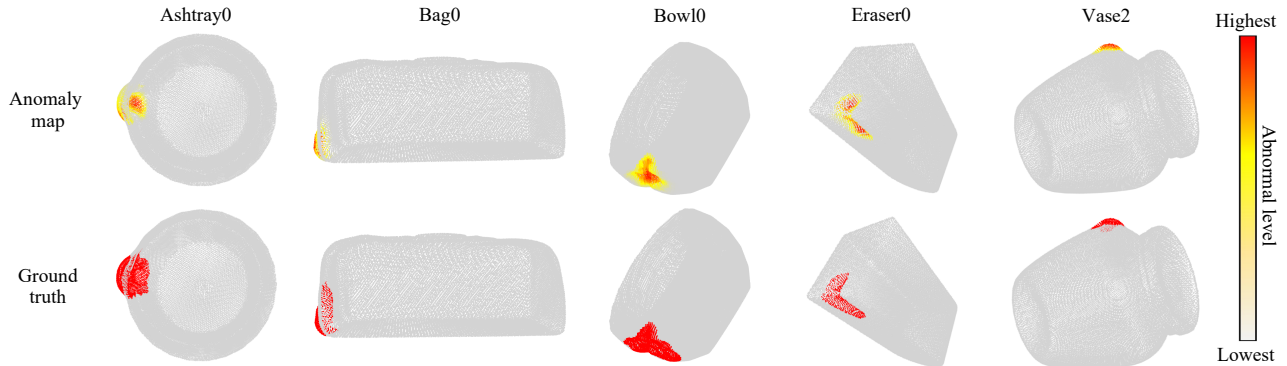 Ashtray0
Bag0
Bowl0
Eraser0
Vase2
Highest
Anomaly
map
Abnormal level
Ground
truth
Lowest